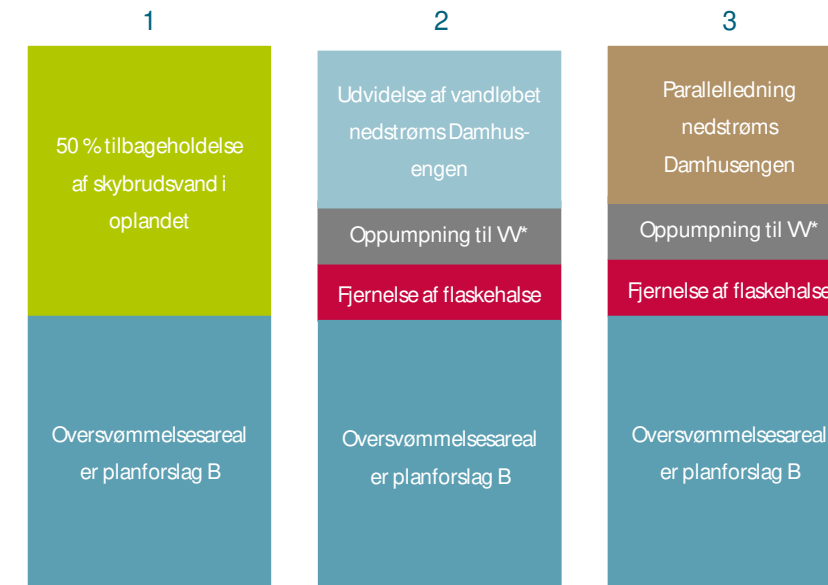 1
50 % tilbageholdelse
af skybrudsvand i
oplandet
Oversvømmelsesareal
er planforslag B
2
Udvidelse af vandløbet
nedstrøms Damhus-
engen
Oppumpning til VV*
Fjernelse af flaskehalse
Oversvømmelsesareal
er planforslag B
3
Parallelledning
nedstrøms
Damhusengen
Oppumpning til VV*
Fjernelse af flaskehalse
Oversvømmelsesareal
er planforslag B